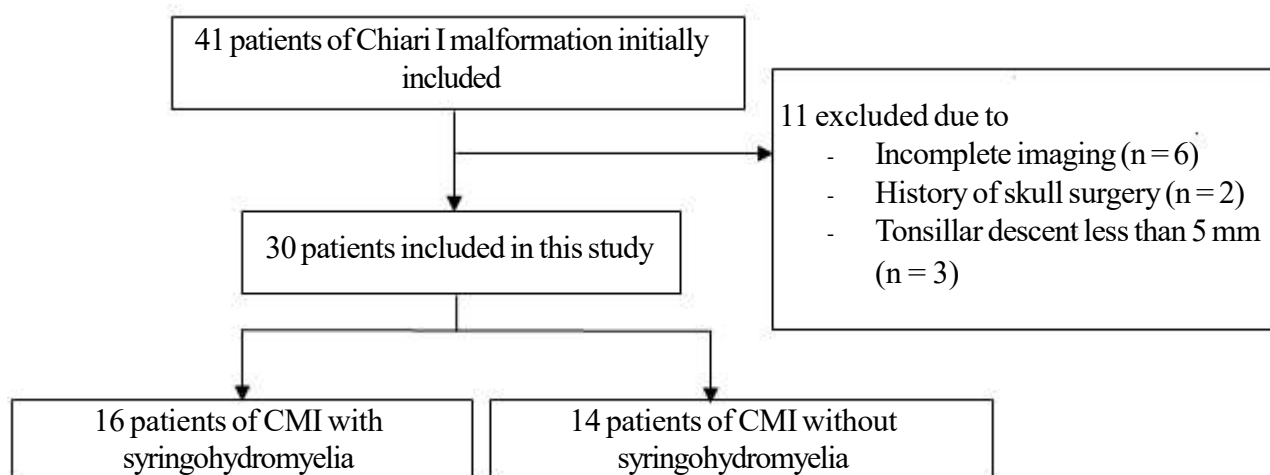 41 patients of Chiari I malformation initially
included
11 excluded due to
- Incomplete imaging (n = 6)
- History of skull surgery (n = 2)
- Tonsillar descent less than 5 mm
(n = 3)
30 patients included in this study
16 patients of CMI with
syringohydromyelia
14 patients of CMI without
syringohydromyelia